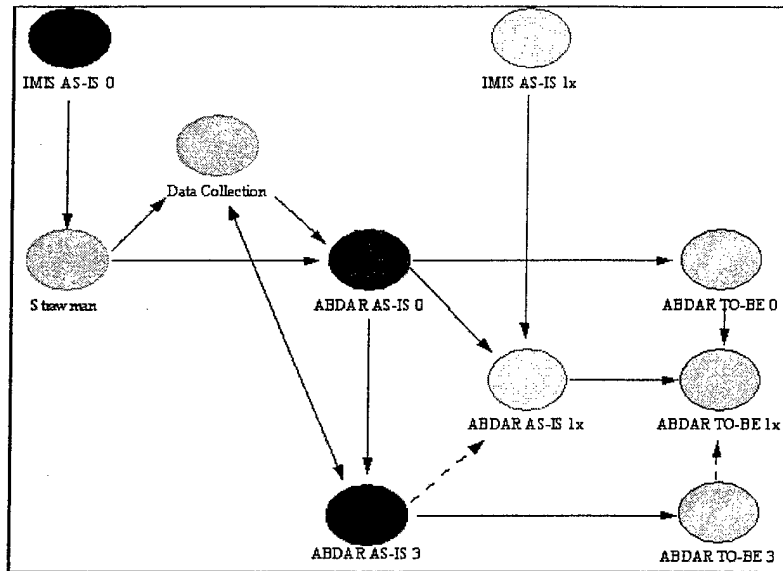 IMIS AS-IS 0
IMIS AS-IS 1x
Data Collection
Strawman
ABDAR AS-IS 0
ABDAR TO-BE 0
ABDAR AS-IS 1x
ABDAR TO-BE 1x
ABDAR AS-IS 3
ABDAR TO-BE 3